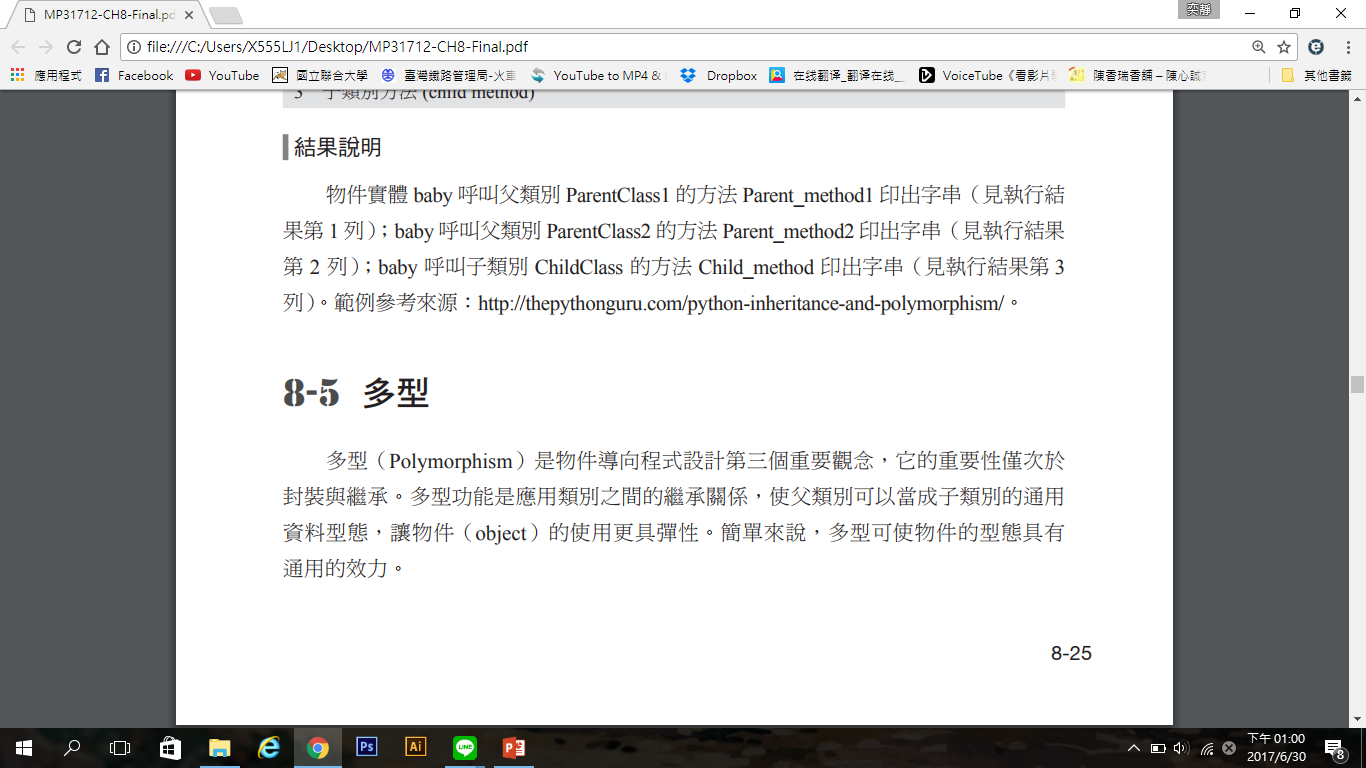 MP31712-CH8-Final.pd
奕靜
file:///C:/Users/X555LJ1/Desktop/MP31712-CH8-Final.pdf
應用程式 Facebook YouTube 國立聯合大學 臺灣鐵路管理局-火車 YouTube to MP4 & Dropbox 在线翻译_翻译在线_ VoiceTube《看影片 陳香瑞香舖 – 陳心誠 其他書籤
3 子類別方法 (child method)
結果說明
物件實體 baby 呼叫父類別 ParentClass1 的方法 Parent_method1 印出字串（見執行結
果第 1 列）；baby 呼叫父類別 ParentClass2 的方法 Parent_method2 印出字串（見執行結果
第 2 列）；baby 呼叫子類別 ChildClass 的方法 Child_method 印出字串（見執行結果第 3
列）。範例參考來源：http://thepythonguru.com/python-inheritance-and-polymorphism/。
8-5 多型
多型（Polymorphism）是物件導向程式設計第三個重要觀念，它的重要性僅次於
封裝與繼承。多型功能是應用類別之間的繼承關係，使父類別可以當成子類別的通用
資料型態，讓物件（object）的使用更具彈性。簡單來說，多型可使物件的型態具有
通用的效力。
8-25
Ps Ai LINE P
下午 01:00
2017/6/30
8